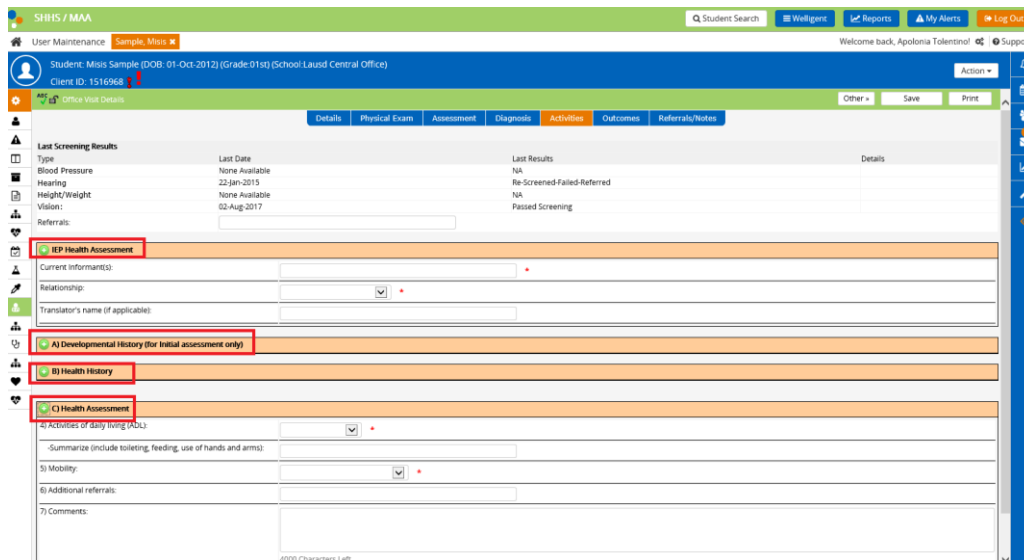 SHHS / MAA
Student Search
Welligent
Reports
My Alerts
Log Out
User Maintenance
Sample, Misis
Welcome back, Apolonia Tolentino!
Student: Misis Sample (DOB: 01-Oct-2012) (Grade:01st) (School:Lausd Central Office)
Client ID: 1516968
Action
ABC
Office Visit Details
Other »
Save
Print
Details Physical Exam Assessment Diagnosis Activities Outcomes Referrals/Notes
Last Screening Results
Type Last Date Last Results Details
Blood Pressure None Available NA
Hearing 22-Jan-2015 Re-Screened-Failed-Referred
Height/Weight None Available NA
Vision: 02-Aug-2017 Passed Screening
Referrals:
IEP Health Assessment
Current Informant(s): *
Relationship: *
Translator's name (if applicable):
A) Developmental History (for Initial assessment only)
B) Health History
C) Health Assessment
4) Activities of daily living (ADL): *
-Summarize (include toileting, feeding, use of hands and arms):
5) Mobility: *
6) Additional referrals:
7) Comments:
4000 Characters Left